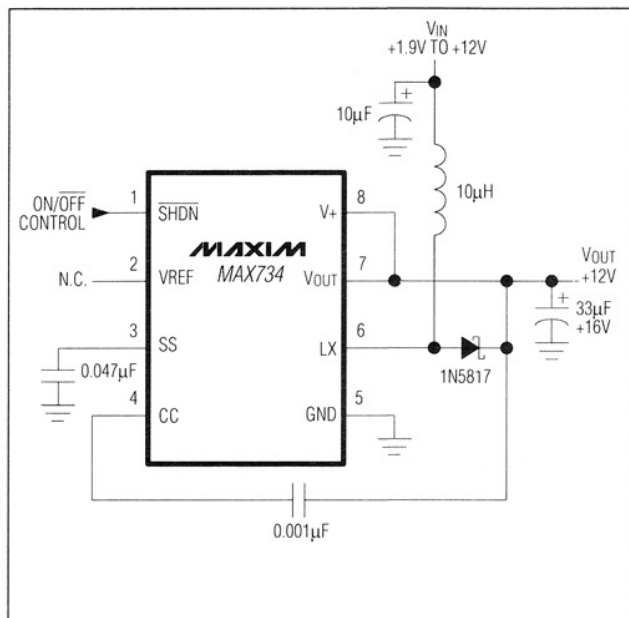 VIN
+1.9V TO +12V
+
10µF
10µH
ON/OFF
CONTROL
1
SHDN
V+
8
MAXIM
MAX734
N.C.
2
VREF
VOUT
7
VOUT
+12V
3
SS
LX
6
+
33µF
+16V
0.047µF
1N5817
4
CC
GND
5
0.001µF